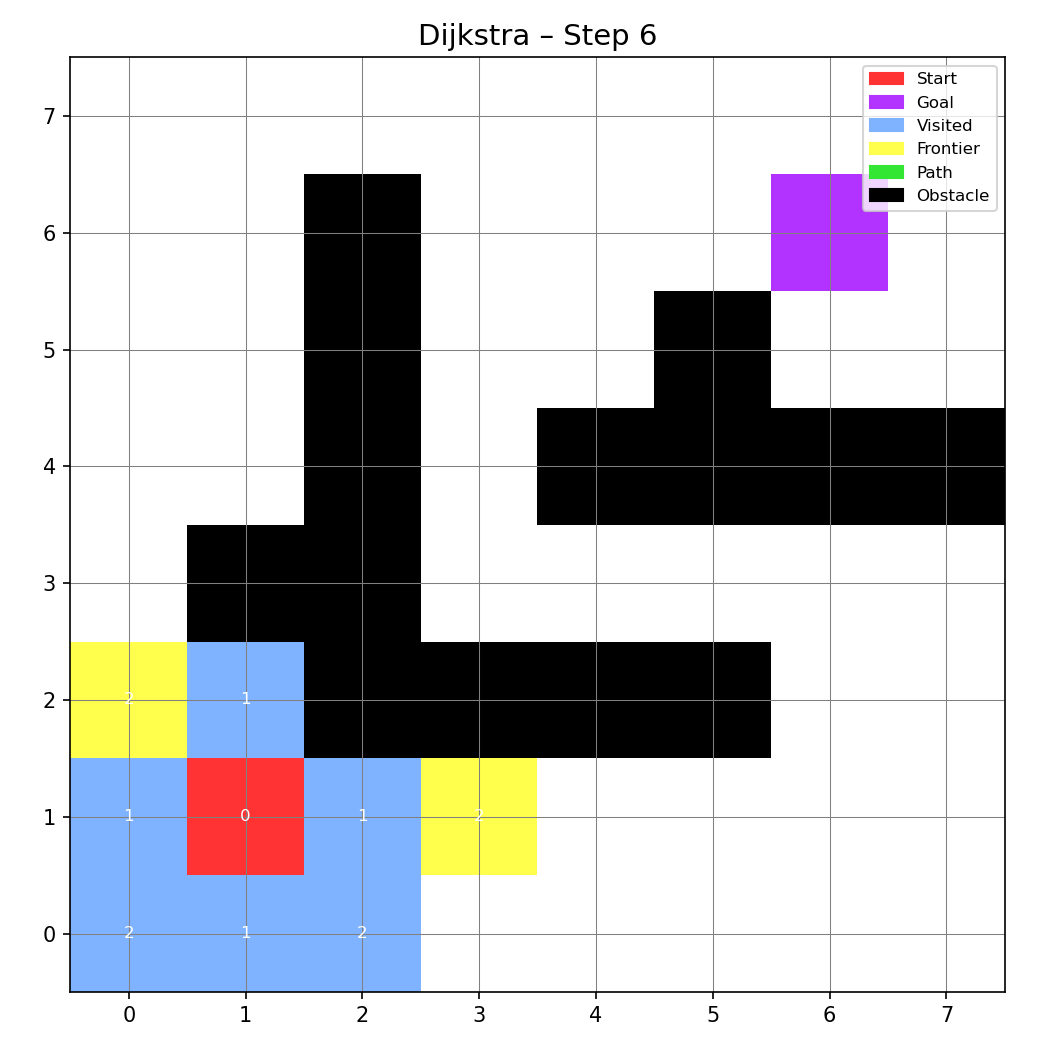 Dijkstra – Step 6
Start
Goal
Visited
Frontier
Path
Obstacle
7
6
5
4
3
2
1
0
2 1
1 0 1 2
2 1 2
0 1 2 3 4 5 6 7